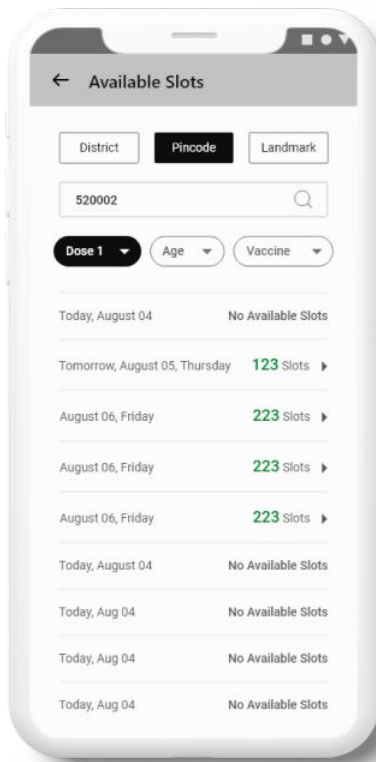 Available Slots
District Pincode Landmark
520002
Dose 1 Age Vaccine
Today, August 04 No Available Slots
Tomorrow, August 05, Thursday 123 Slots
August 06, Friday 223 Slots
August 06, Friday 223 Slots
August 06, Friday 223 Slots
Today, August 04 No Available Slots
Today, Aug 04 No Available Slots
Today, Aug 04 No Available Slots
Today, Aug 04 No Available Slots